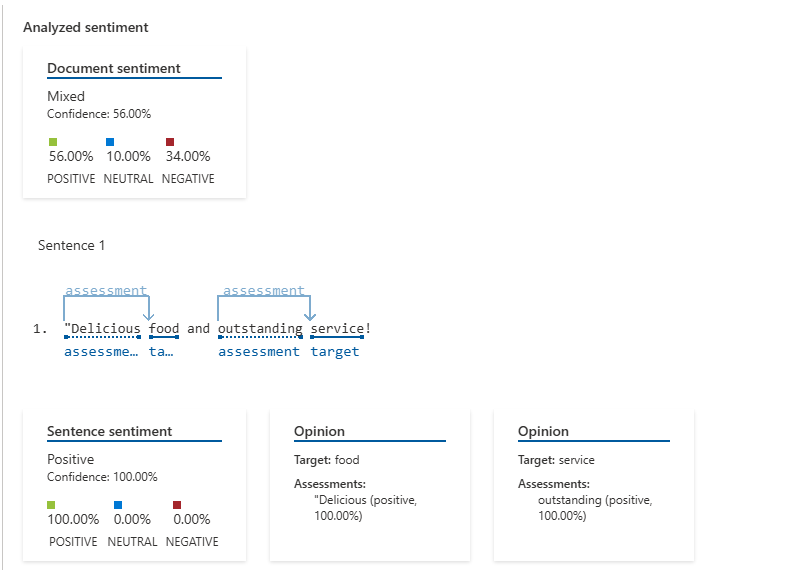 Analyzed sentiment
Document sentiment
Mixed
Confidence: 56.00%
56.00% 10.00% 34.00%
POSITIVE NEUTRAL NEGATIVE
Sentence 1
assessment assessment
1. "Delicious food and outstanding service!
assessme… ta… assessment target
Sentence sentiment
Positive
Confidence: 100.00%
100.00% 0.00% 0.00%
POSITIVE NEUTRAL NEGATIVE
Opinion
Target: food
Assessments:
"Delicious (positive,
100.00%)
Opinion
Target: service
Assessments:
outstanding (positive,
100.00%)